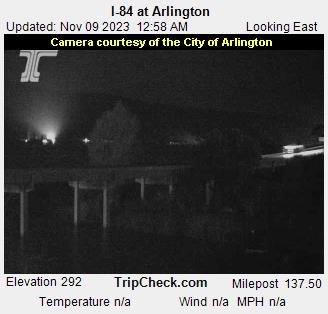 I-84 at Arlington
Updated: Nov 09 2023 12:58 AM Looking East
Camera courtesy of the City of Arlington
Elevation 292 TripCheck.com Milepost 137.50
Temperature n/a Wind n/a MPH n/a